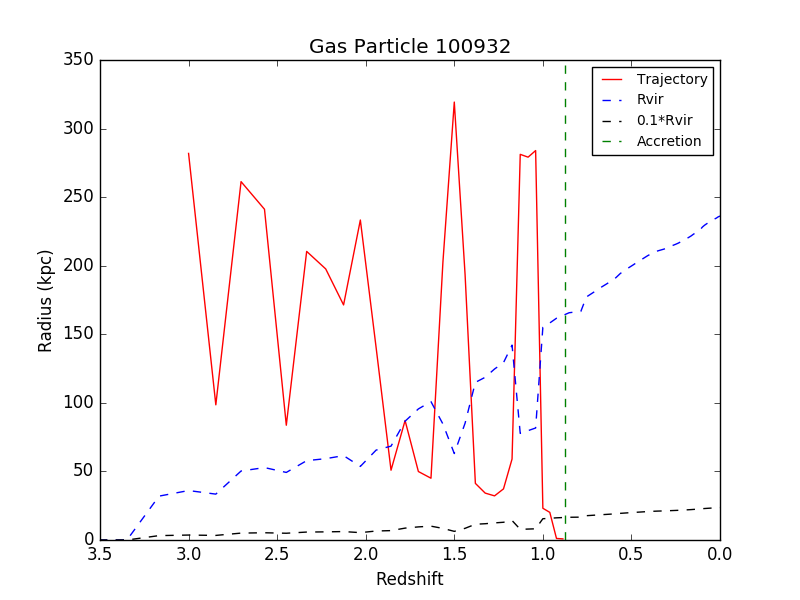 Gas Particle 100932
Trajectory
Rvir
0.1*Rvir
Accretion
Radius (kpc)
350
300
250
200
150
100
50
0
3.5 3.0 2.5 2.0 1.5 1.0 0.5 0.0
Redshift